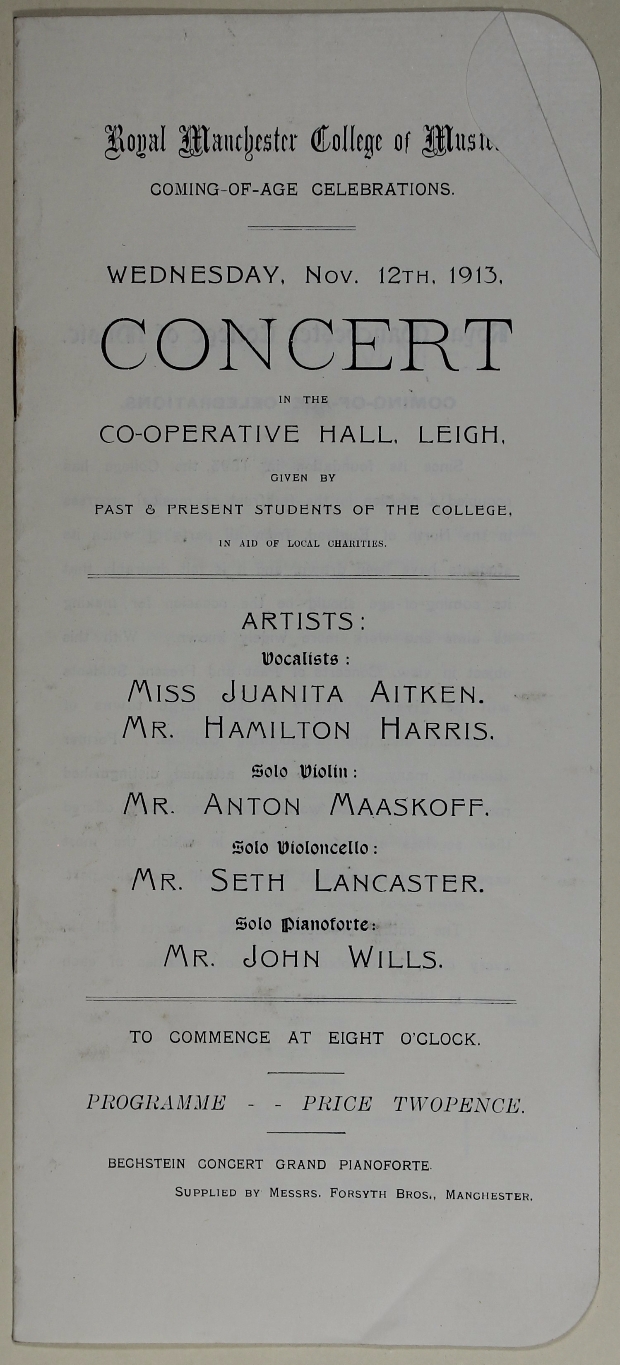 Royal Manchester College of Music.
COMING-OF-AGE CELEBRATIONS.
WEDNESDAY, NOV. 12TH, 1913,
CONCERT
IN THE
CO-OPERATIVE HALL, LEIGH,
GIVEN BY
PAST & PRESENT STUDENTS OF THE COLLEGE,
IN AID OF LOCAL CHARITIES.
ARTISTS:
Vocalists:
MISS JUANITA AITKEN.
MR. HAMILTON HARRIS.
Solo Violin:
MR. ANTON MAASKOFF.
Solo Violoncello:
MR. SETH LANCASTER.
Solo Pianoforte:
MR. JOHN WILLS.
TO COMMENCE AT EIGHT O'CLOCK.
PROGRAMME - - PRICE TWOPENCE.
BECHSTEIN CONCERT GRAND PIANOFORTE.
SUPPLIED BY MESSRS. FORSYTH BROS., MANCHESTER.